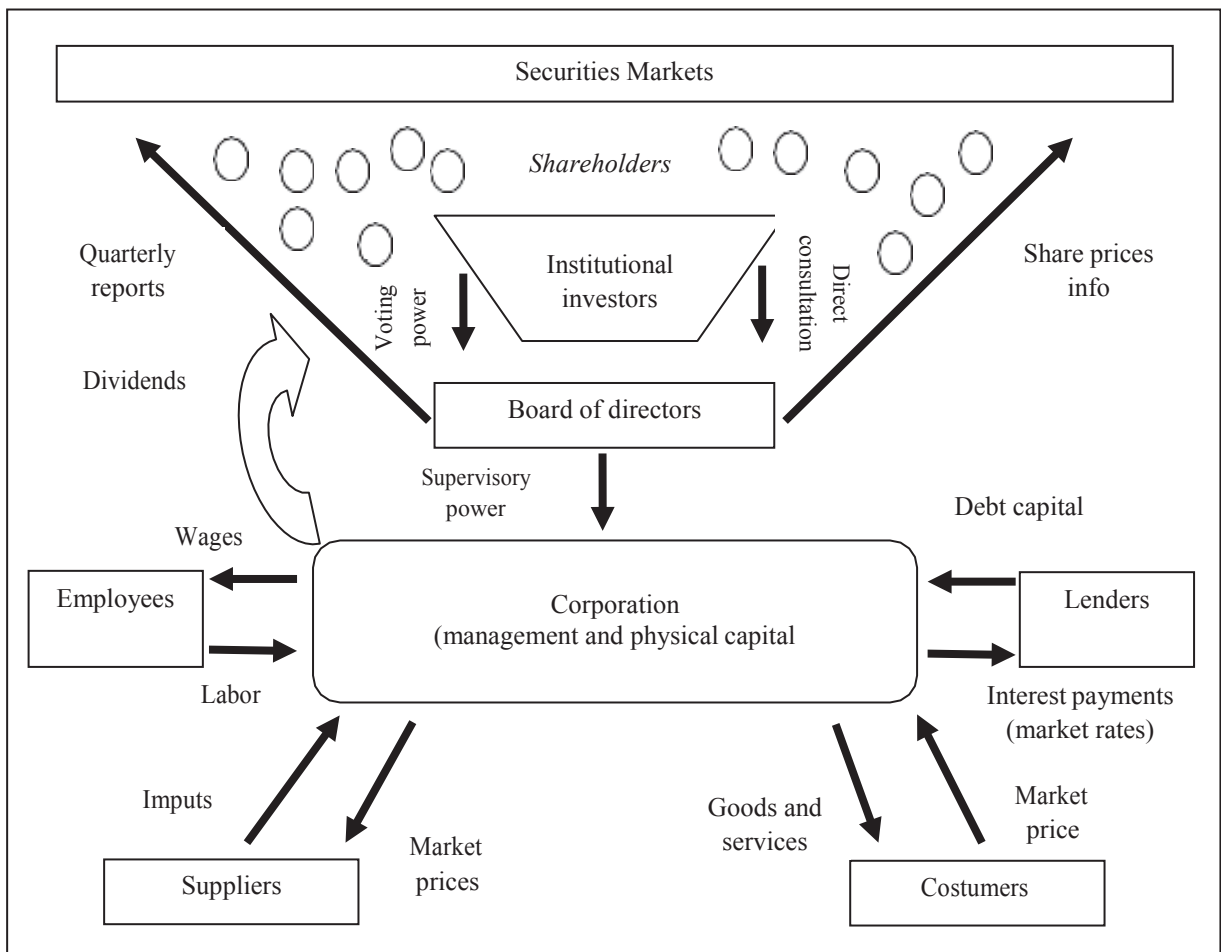 Securities Markets
Shareholders
Quarterly
reports
Institutional
investors
Voting
power
Direct
consultation
Share prices
info
Dividends
Board of directors
Supervisory
power
Debt capital
Wages
Employees
Corporation
(management and physical capital
Lenders
Labor
Interest payments
(market rates)
Imputs
Market
prices
Goods and
services
Market
price
Suppliers
Costumers